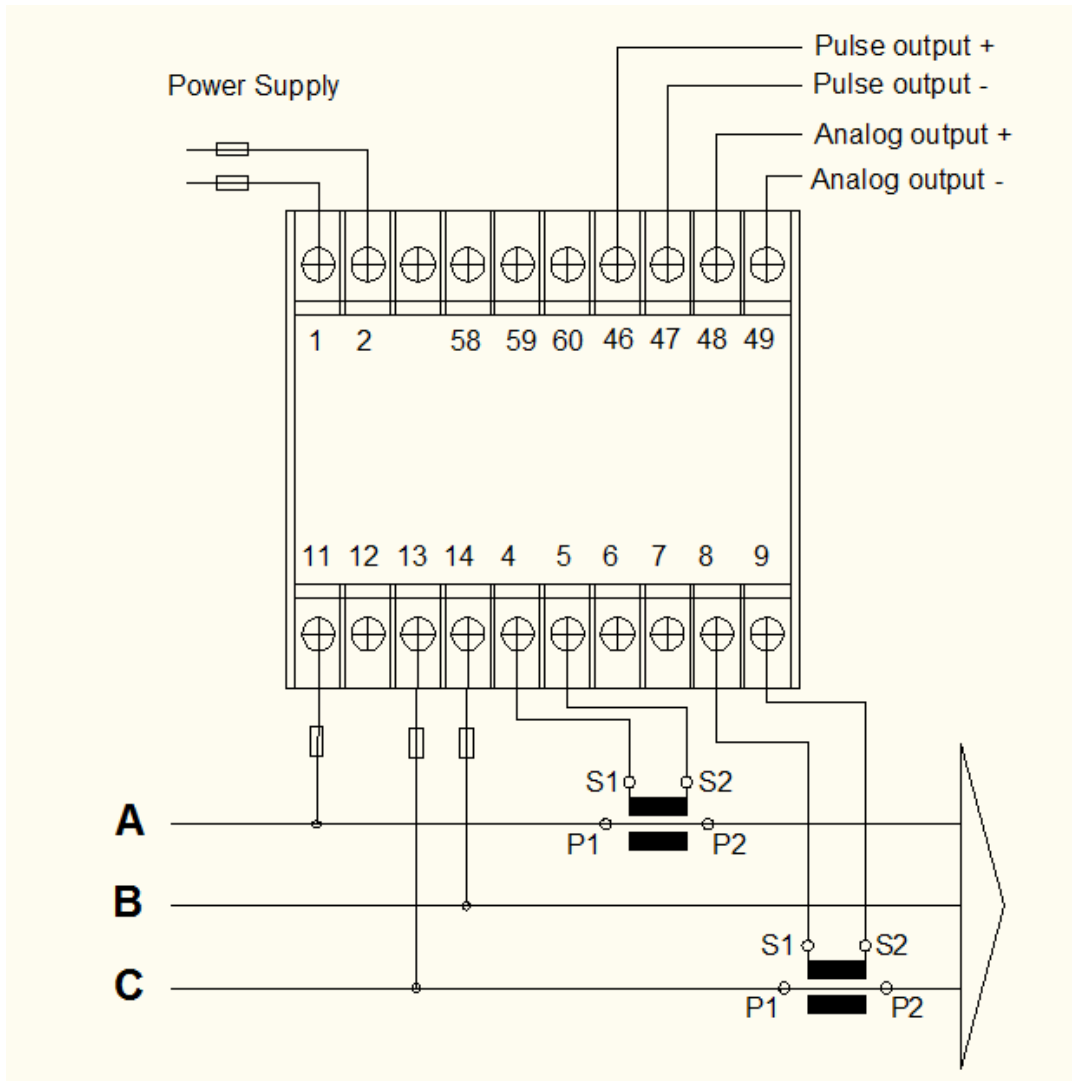 Pulse output +
Power Supply
Pulse output -
Analog output +
Analog output -
1 2 58 59 60 46 47 48 49
11 12 13 14 4 5 6 7 8 9
S1 S2
A
P1 P2
B
S1 S2
C
P1 P2